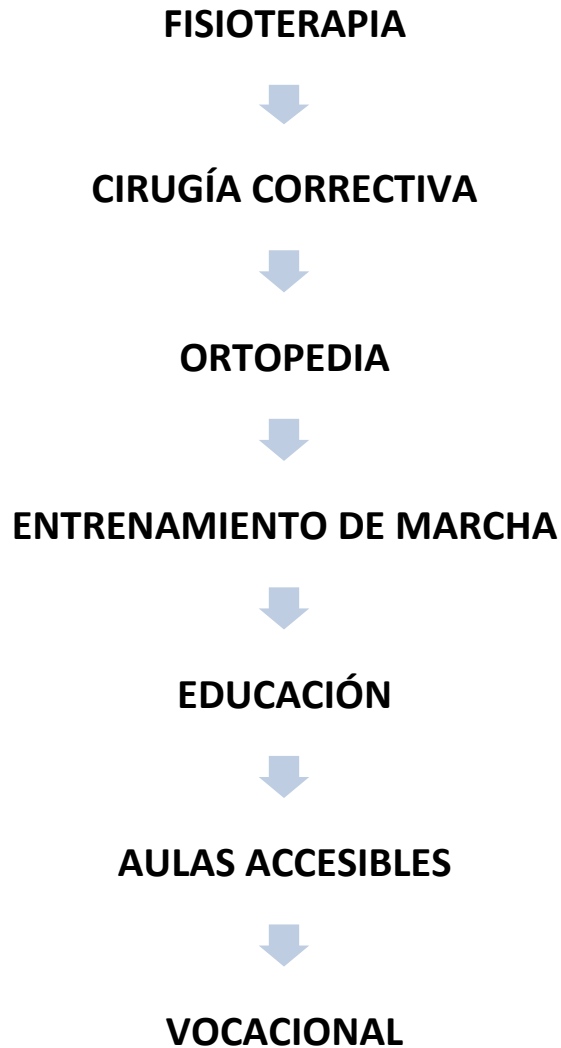 FISIOTERAPIA
CIRUGÍA CORRECTIVA
ORTOPEDIA
ENTRENAMIENTO DE MARCHA
EDUCACIÓN
AULAS ACCESIBLES
VOCACIONAL